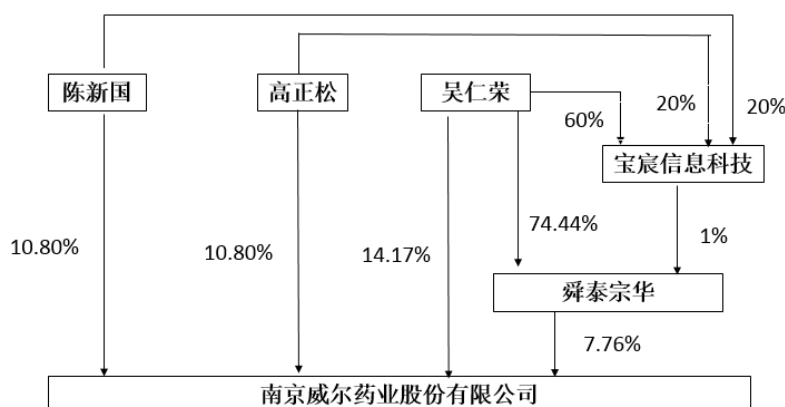 陈新国
高正松
吴仁荣
60%
20%
20%
宝宸信息科技
10.80%
10.80%
14.17%
74.44%
1%
舜泰宗华
7.76%
南京威尔药业股份有限公司